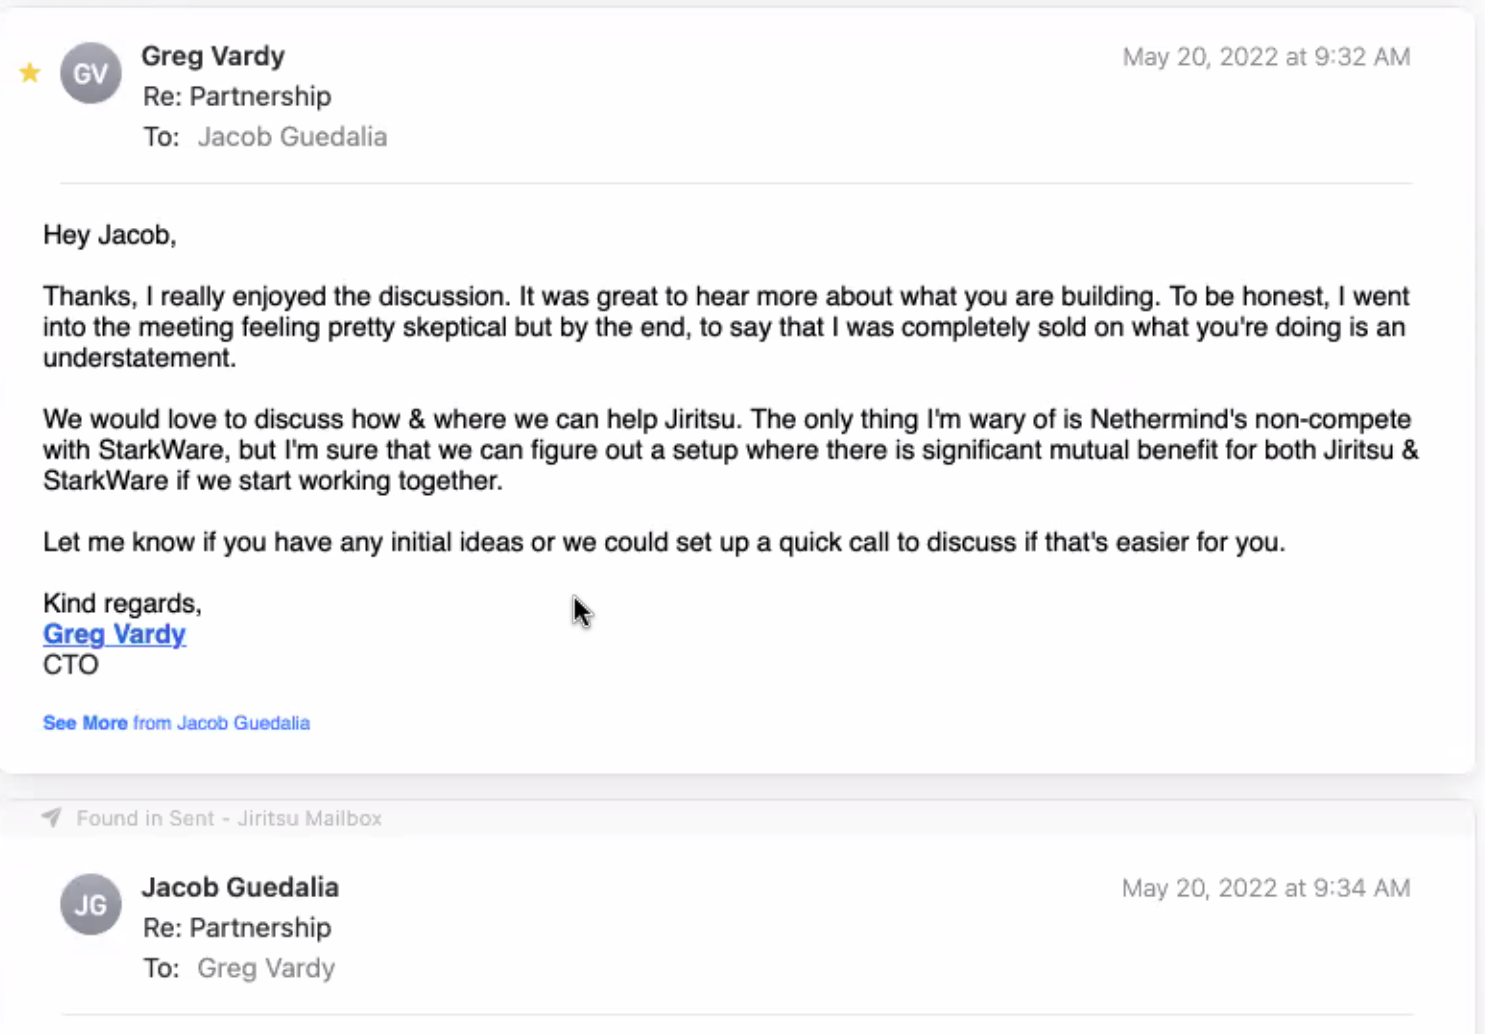 GV
Greg Vardy
May 20, 2022 at 9:32 AM
Re: Partnership
To: Jacob Guedalia
Hey Jacob,
Thanks, I really enjoyed the discussion. It was great to hear more about what you are building. To be honest, I went
into the meeting feeling pretty skeptical but by the end, to say that I was completely sold on what you're doing is an
understatement.
We would love to discuss how & where we can help Jiritsu. The only thing I'm wary of is Nethermind's non-compete
with StarkWare, but I'm sure that we can figure out a setup where there is significant mutual benefit for both Jiritsu &
StarkWare if we start working together.
Let me know if you have any initial ideas or we could set up a quick call to discuss if that's easier for you.
Kind regards,
Greg Vardy
CTO
See More from Jacob Guedalia
Found in Sent - Jiritsu Mailbox
JG
Jacob Guedalia
May 20, 2022 at 9:34 AM
Re: Partnership
To: Greg Vardy